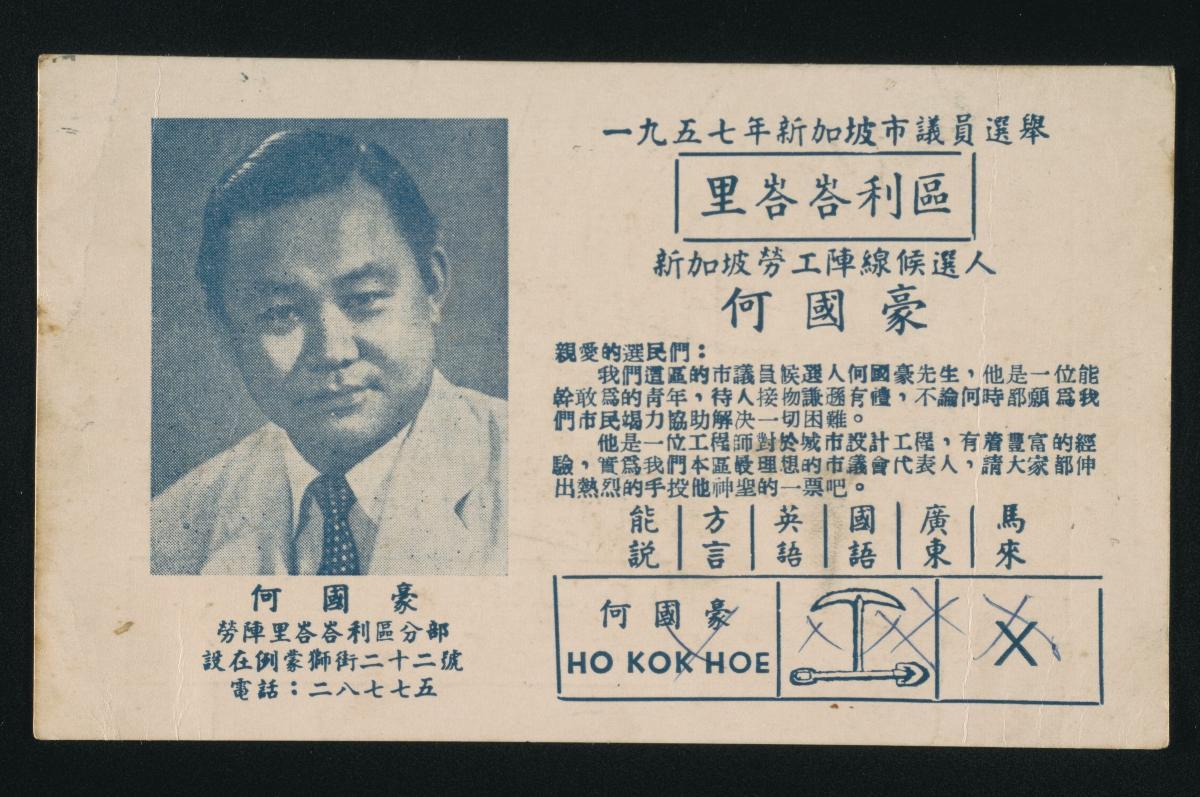 一九五七年新加坡市議員選舉
里峇峇利區
新加坡勞工陣線候選人
何國豪
親愛的選民們：
我們這區的市議員候選人何國豪先生，他是一位能
幹敢爲的青年，待人接物謙遜有禮，不論何時都願爲我
們市民竭力協助解決一切困難。
他是一位工程師對於城市設計工程，有着豐富的經
驗，實爲我們本區最理想的市議會代表人，請大家都伸
出熱烈的手投他神聖的一票吧。
能説 方言 英語 國語 廣東 馬來
何國豪
HO KOK HOE
X
何國豪
勞陣里峇峇利區分部
設在例蒙獅街二十二號
電話：二八七七五